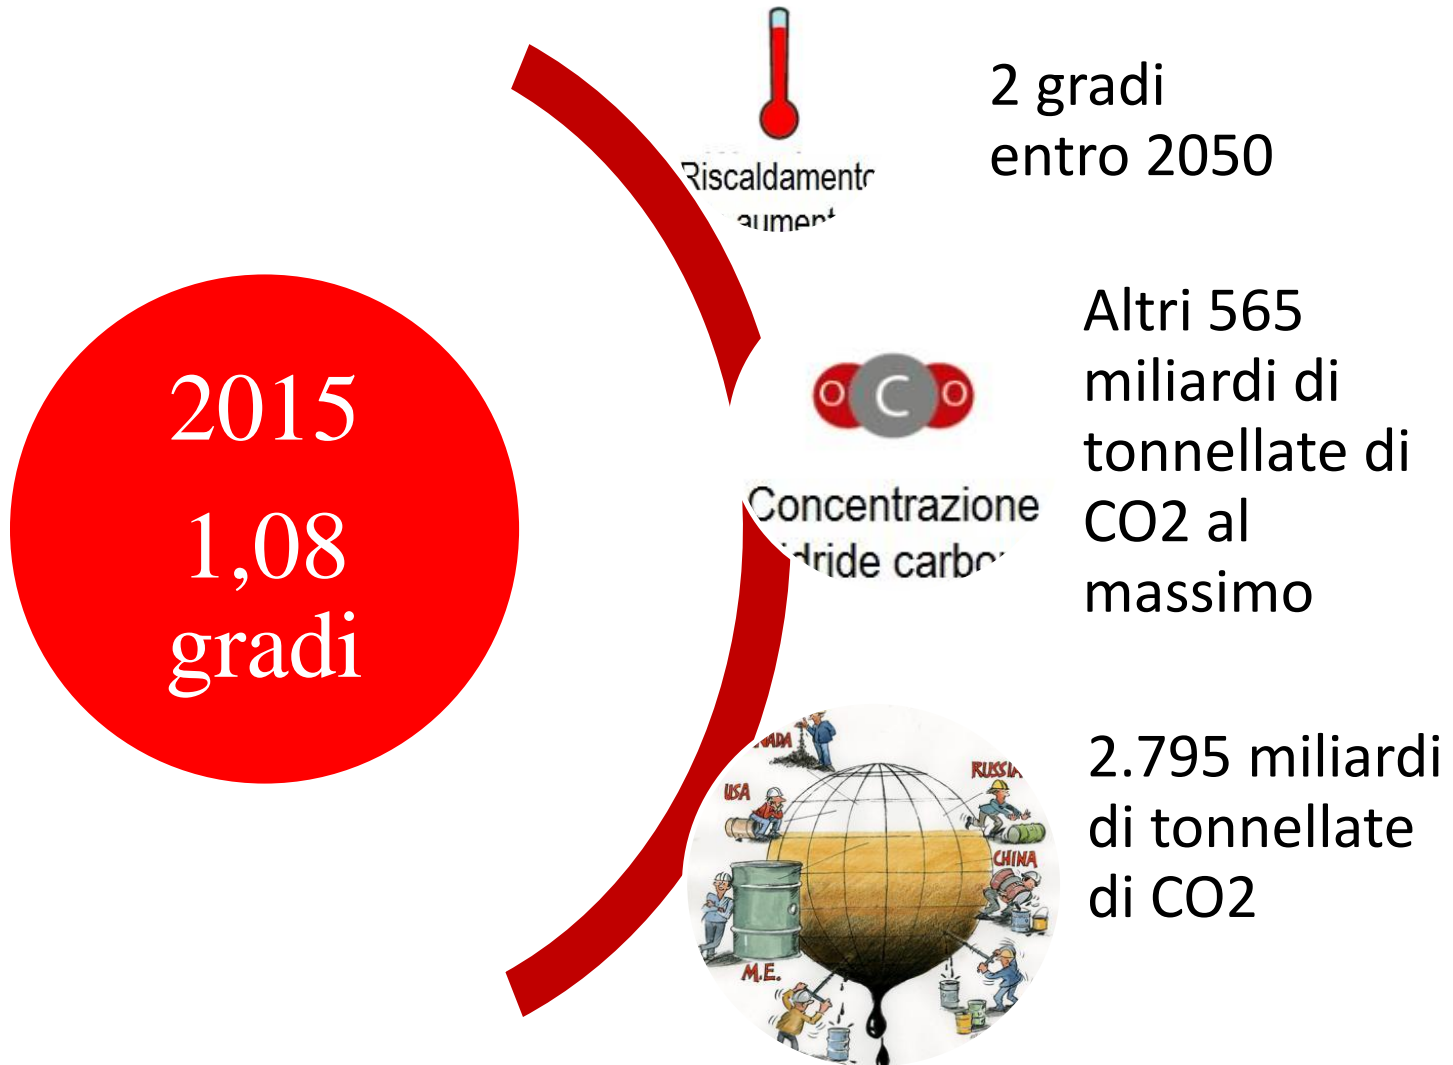 2015
1,08
gradi
Riscaldamento
2 gradi
entro 2050
O C O
Concentrazione
Altri 565
miliardi di
tonnellate di
CO2 al
massimo
USA
RUSSIA
CHINA
M.E.
2.795 miliardi
di tonnellate
di CO2